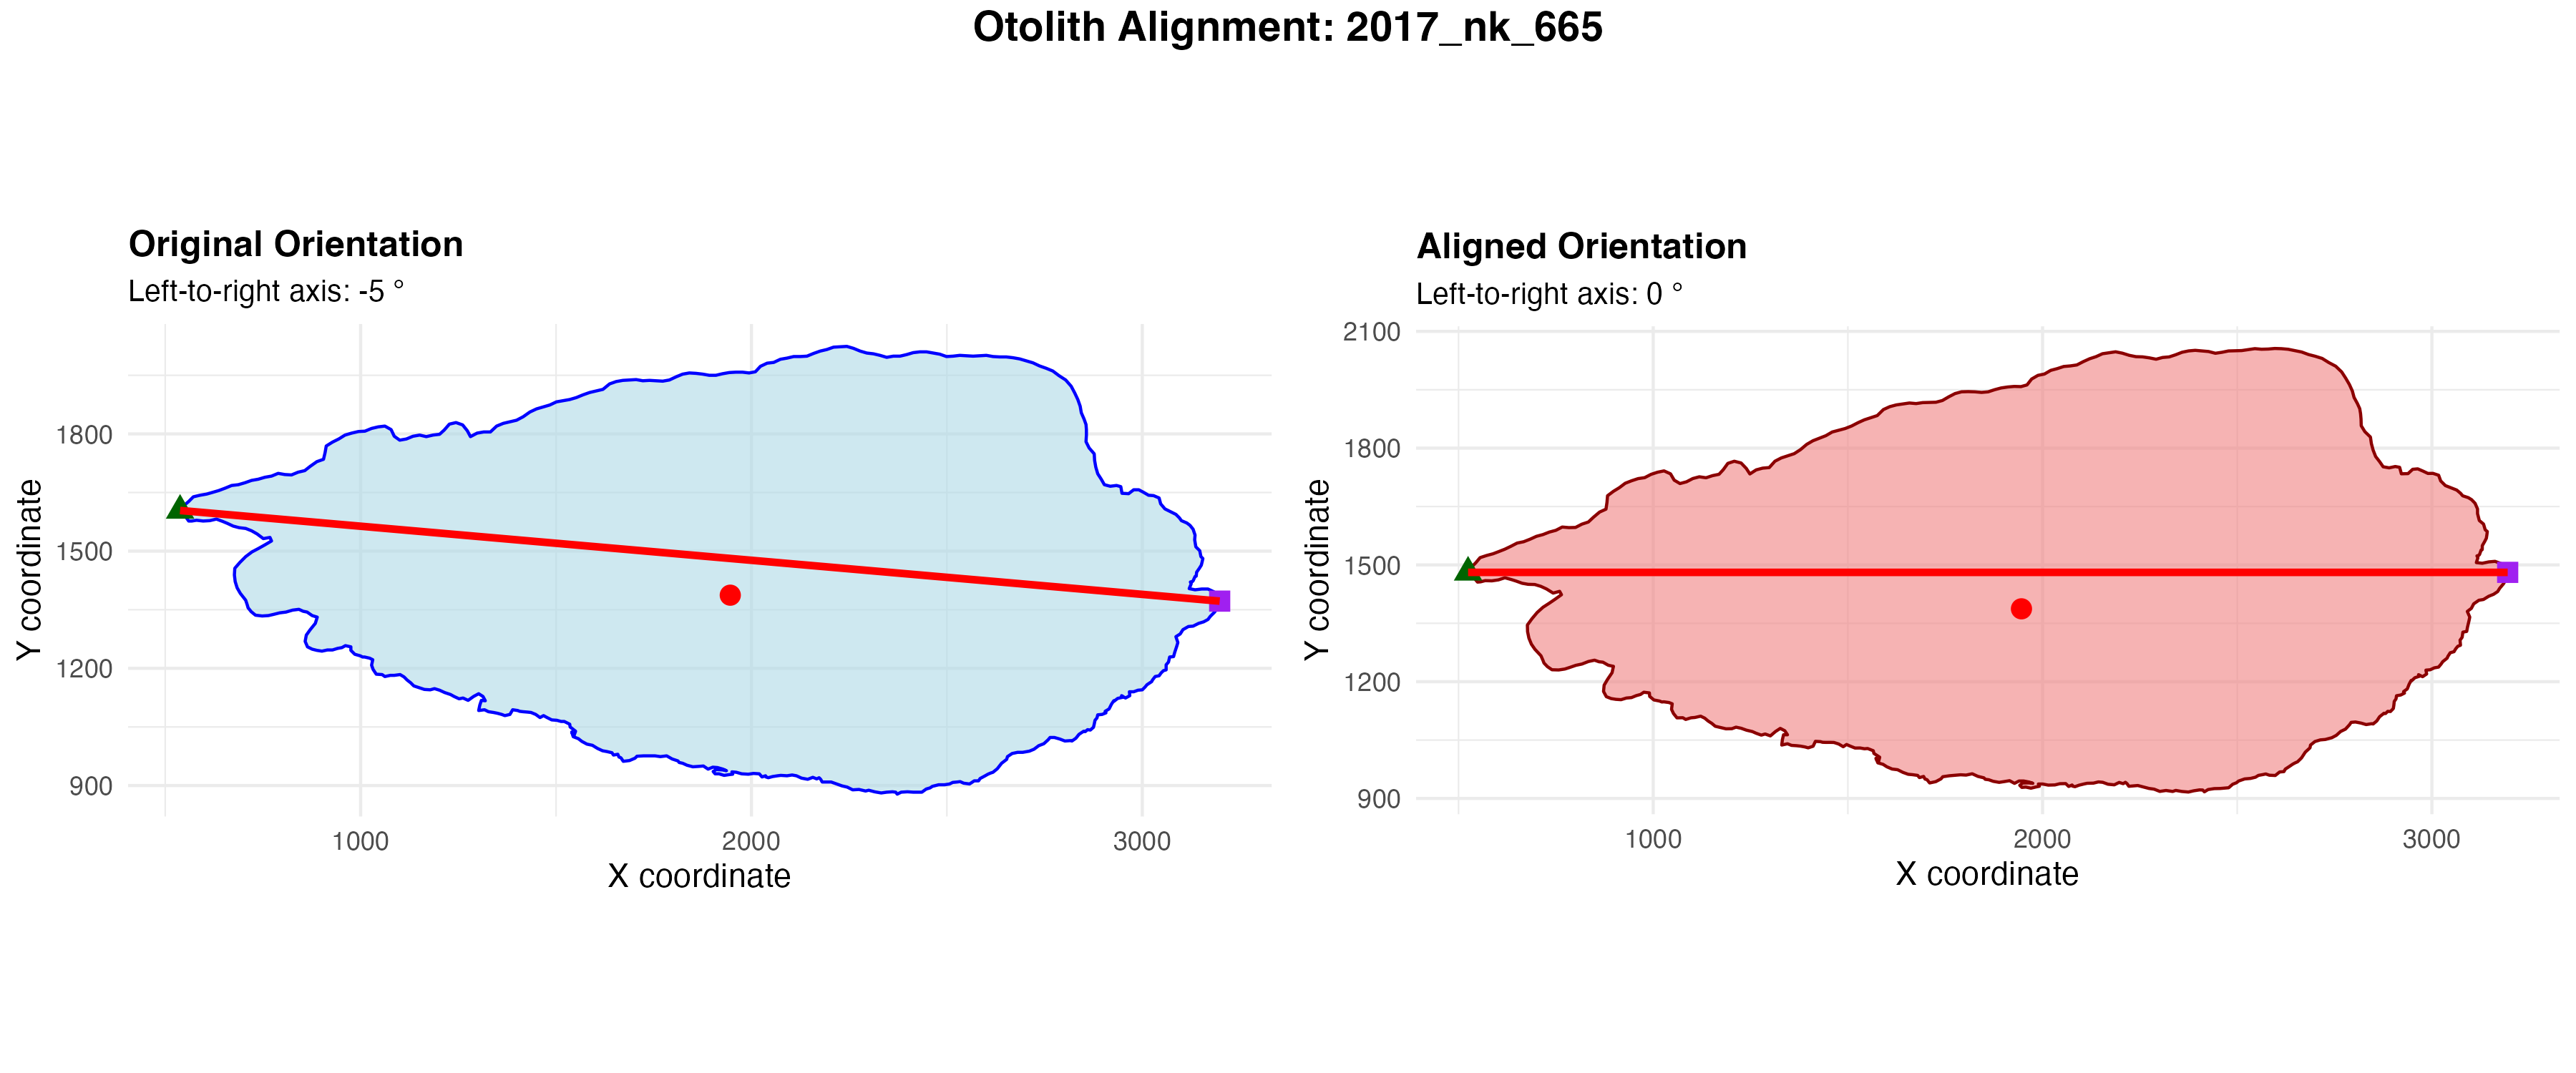 Otolith Alignment: 2017_nk_665
Original Orientation
Left-to-right axis: -5 °
1800
1500
1200
900
Y coordinate
1000
2000
3000
X coordinate
Aligned Orientation
Left-to-right axis: 0 °
2100
1800
1500
1200
900
Y coordinate
1000
2000
3000
X coordinate